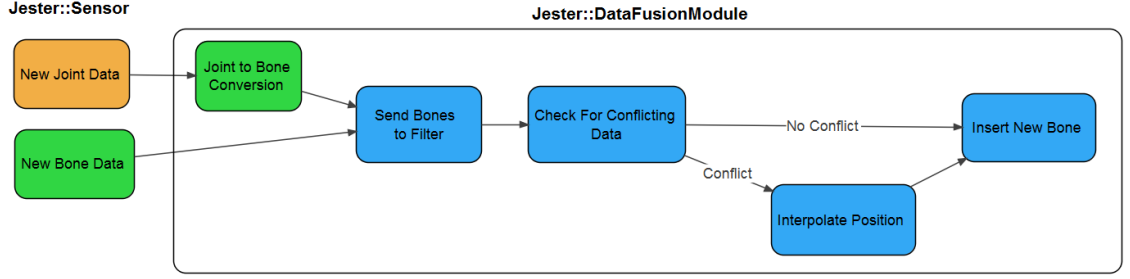 Jester::Sensor
Jester::DataFusionModule
New Joint Data
Joint to Bone
Conversion
New Bone Data
Send Bones
to Filter
Check For Conflicting
Data
No Conflict
Insert New Bone
Conflict
Interpolate Position